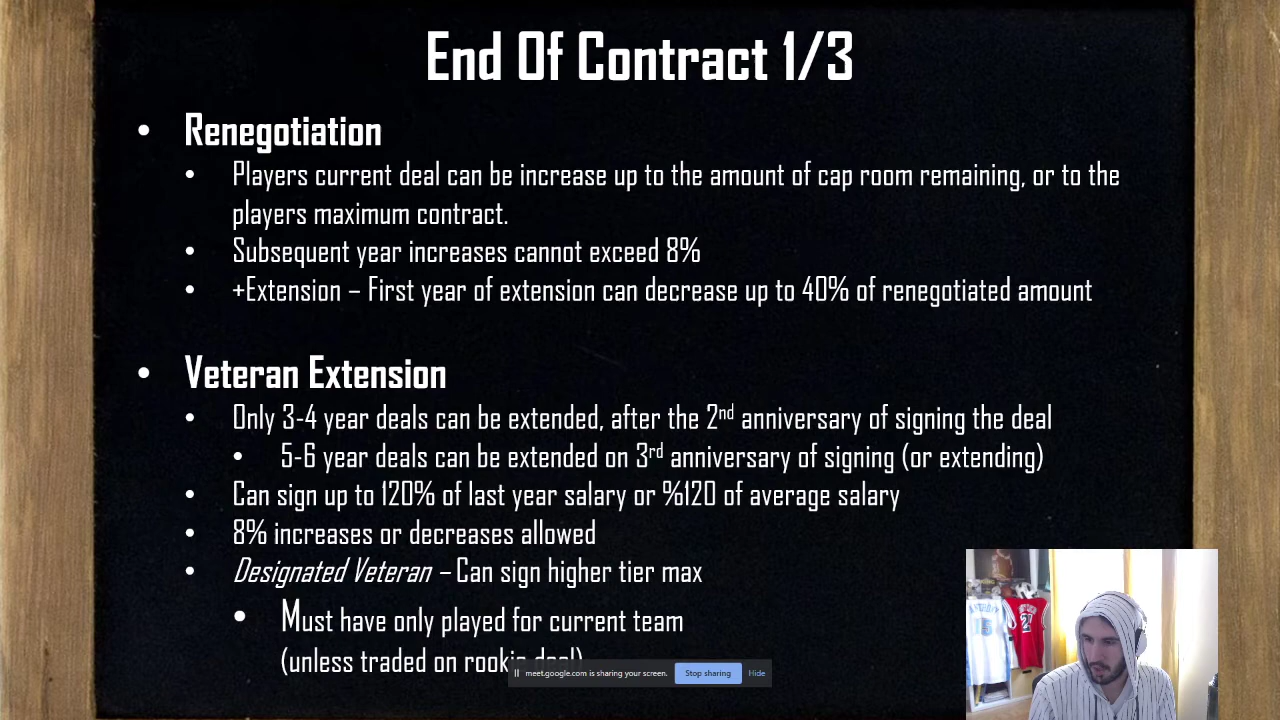 End Of Contract 1/3
• Renegotiation
• Players current deal can be increase up to the amount of cap room remaining, or to the
players maximum contract.
• Subsequent year increases cannot exceed 8%
• +Extension – First year of extension can decrease up to 40% of renegotiated amount
• Veteran Extension
• Only 3-4 year deals can be extended, after the 2nd anniversary of signing the deal
• 5-6 year deals can be extended on 3rd anniversary of signing (or extending)
• Can sign up to 120% of last year salary or %120 of average salary
• 8% increases or decreases allowed
• Designated Veteran – Can sign higher tier max
• Must have only played for current team
(unless traded on rookie deal)
meet.google.com is sharing your screen. Stop sharing Hide